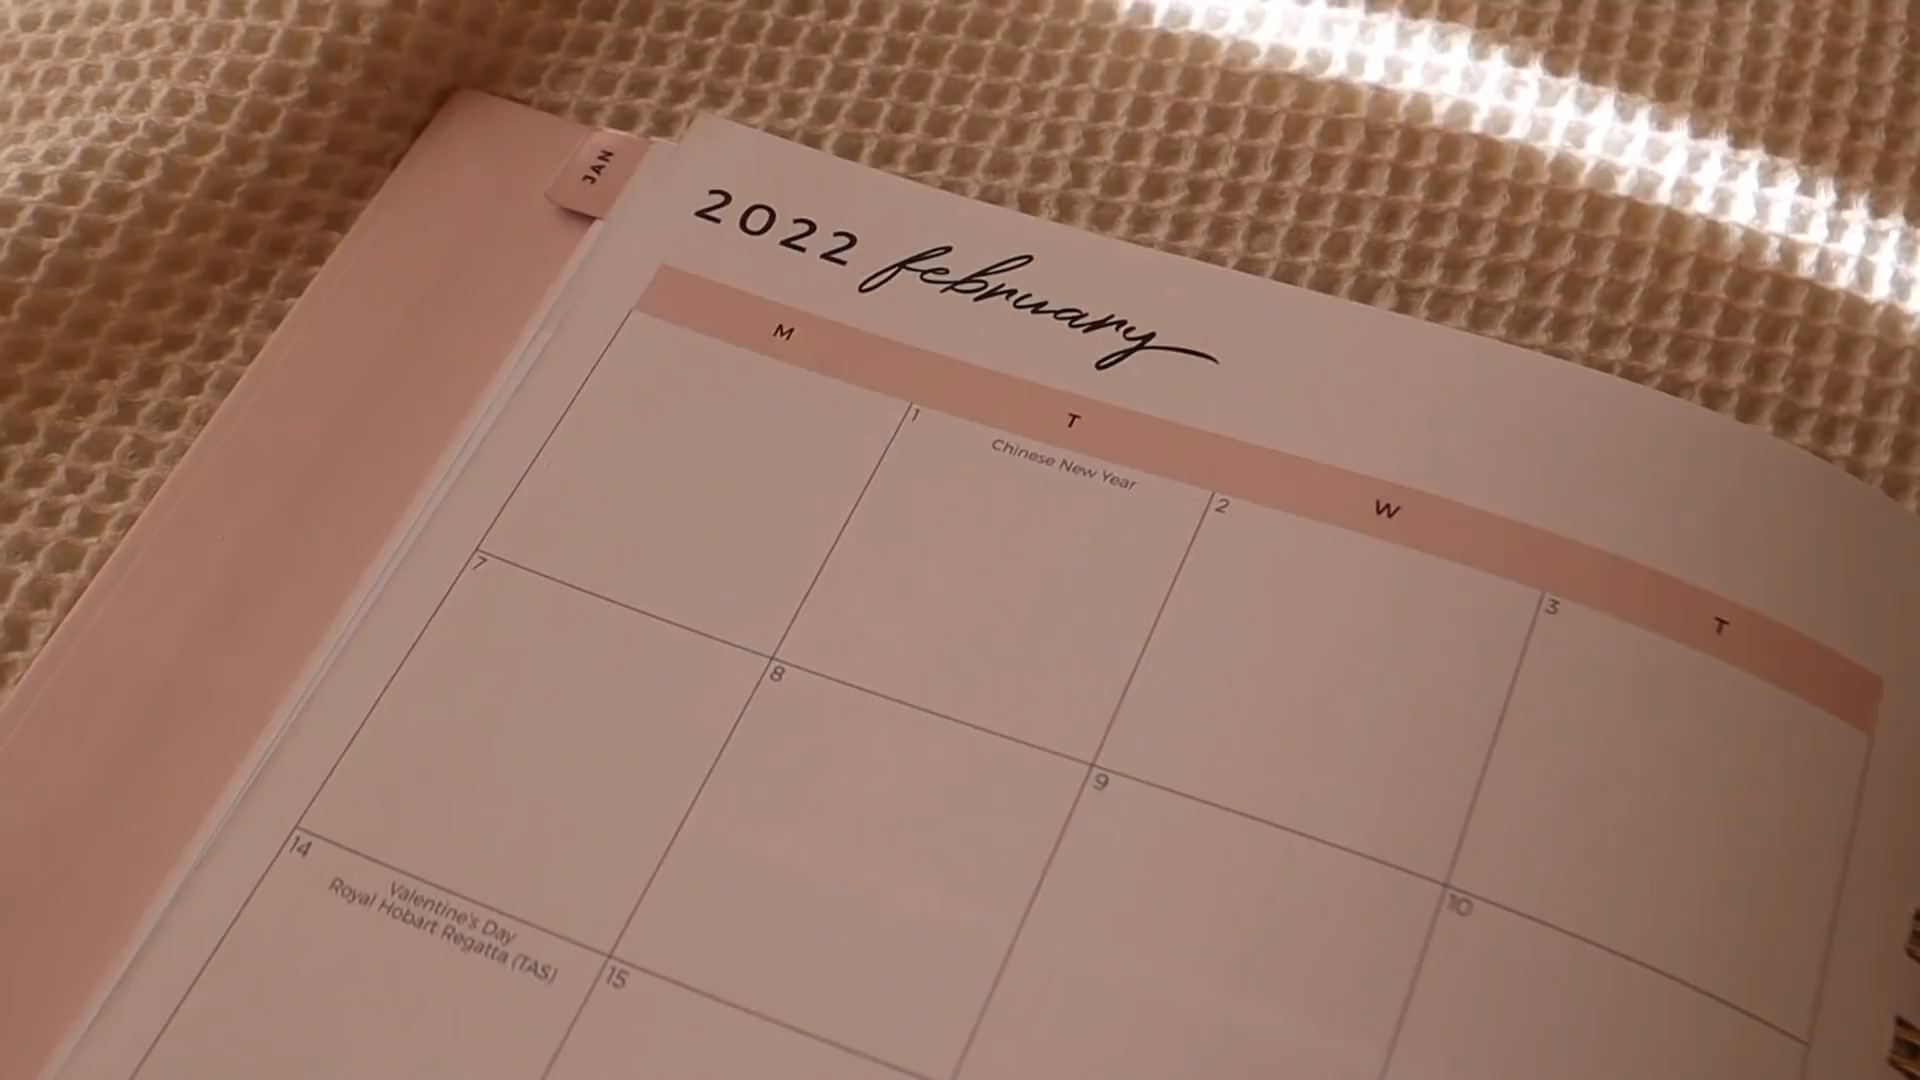 JAN
2022 february
M T W T
1 2 3
Chinese New Year
7 8 9 10
14 15
Valentine's Day
Royal Hobart Regatta (TAS)